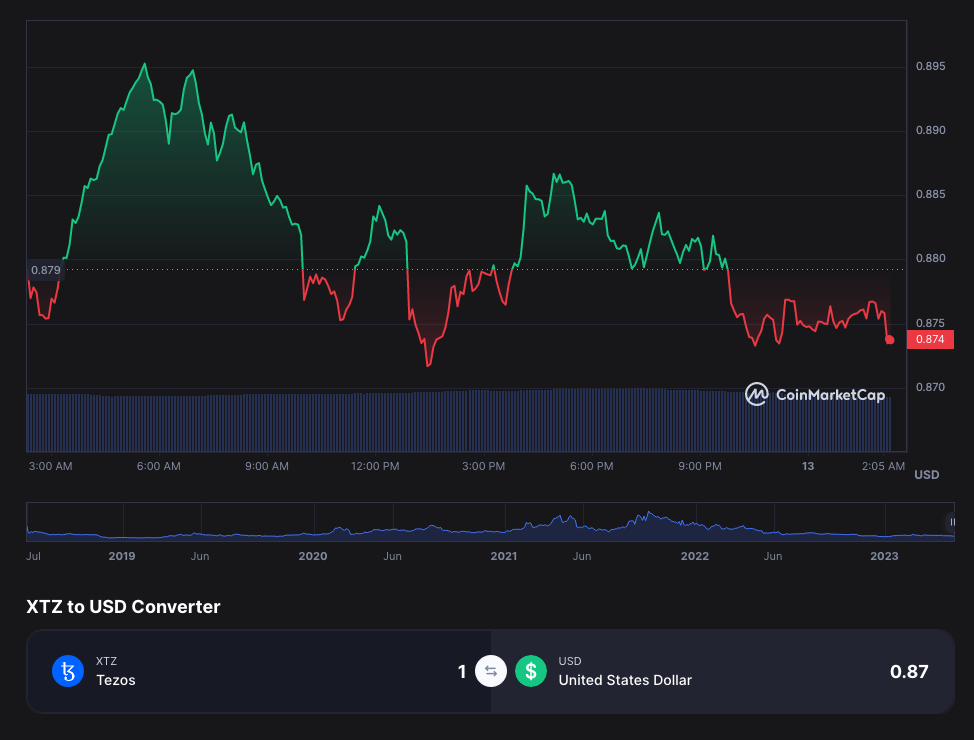 0.895
0.890
0.885
0.880
0.879
0.875
0.874
0.870
CoinMarketCap
3:00 AM 6:00 AM 9:00 AM 12:00 PM 3:00 PM 6:00 PM 9:00 PM 13 2:05 AM
USD
Jul 2019 Jun 2020 Jun 2021 Jun 2022 Jun 2023
XTZ to USD Converter
XTZ
Tezos
1
USD
United States Dollar
0.87